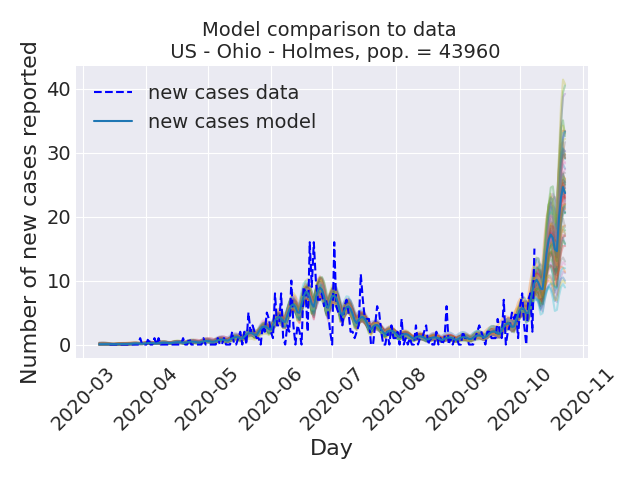 Model comparison to data
US - Ohio - Holmes, pop. = 43960
Number of new cases reported
40
30
20
10
0
new cases data
new cases model
2020-03
2020-04
2020-05
2020-06
2020-07
2020-08
2020-09
2020-10
2020-11
Day